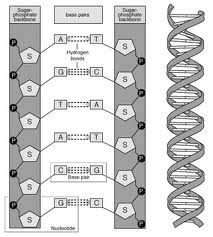 Sugar-
phosphate
backbone
base pairs
Sugar-
phosphate
backbone
P
S
A
T
S
P
Hydrogen
bonds
P
S
G
C
S
P
P
S
T
A
S
P
P
S
A
T
S
P
P
S
C
G
S
P
Base pair
P
S
G
C
S
P
Nucleotide